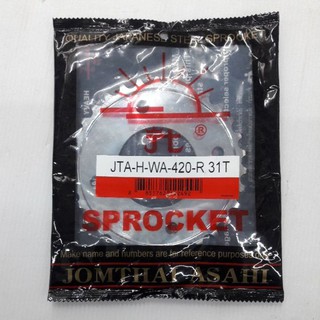 QUALITY JAPANESE STEEL SPROCKET
JT
®
JTA-H-WA-420-R 31T
SPROCKET
Make name and numbers are for reference purposes
JOMTHAI ASAHI